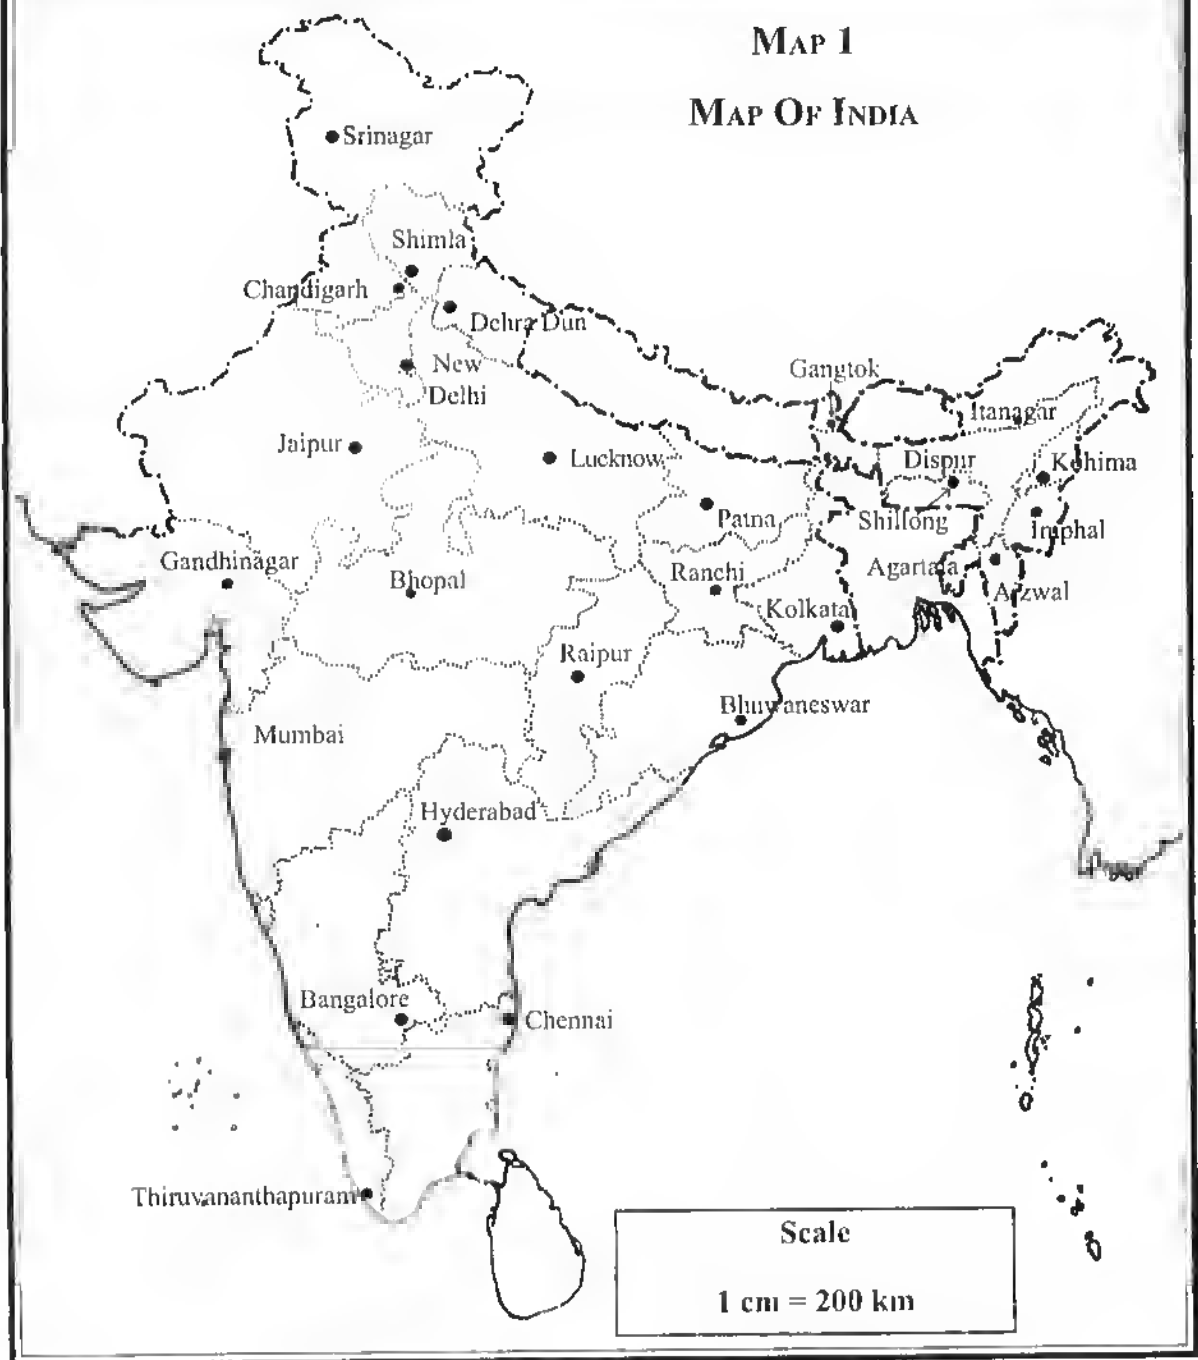 MAP 1
MAP OF INDIA
Srinagar
Shimla
Chandigarh
Dehra Dun
New
Delhi
Gangtok
Itanagar
Jaipur
Lucknow
Dispur
Kohima
Patna
Shillong
Imphal
Gandhinagar
Bhopal
Ranchi
Agartala
Aizwal
Kolkata
Raipur
Bhuwaneswar
Mumbai
Hyderabad
Bangalore
Chennai
Thiruvananthapuram
Scale
1 cm = 200 km